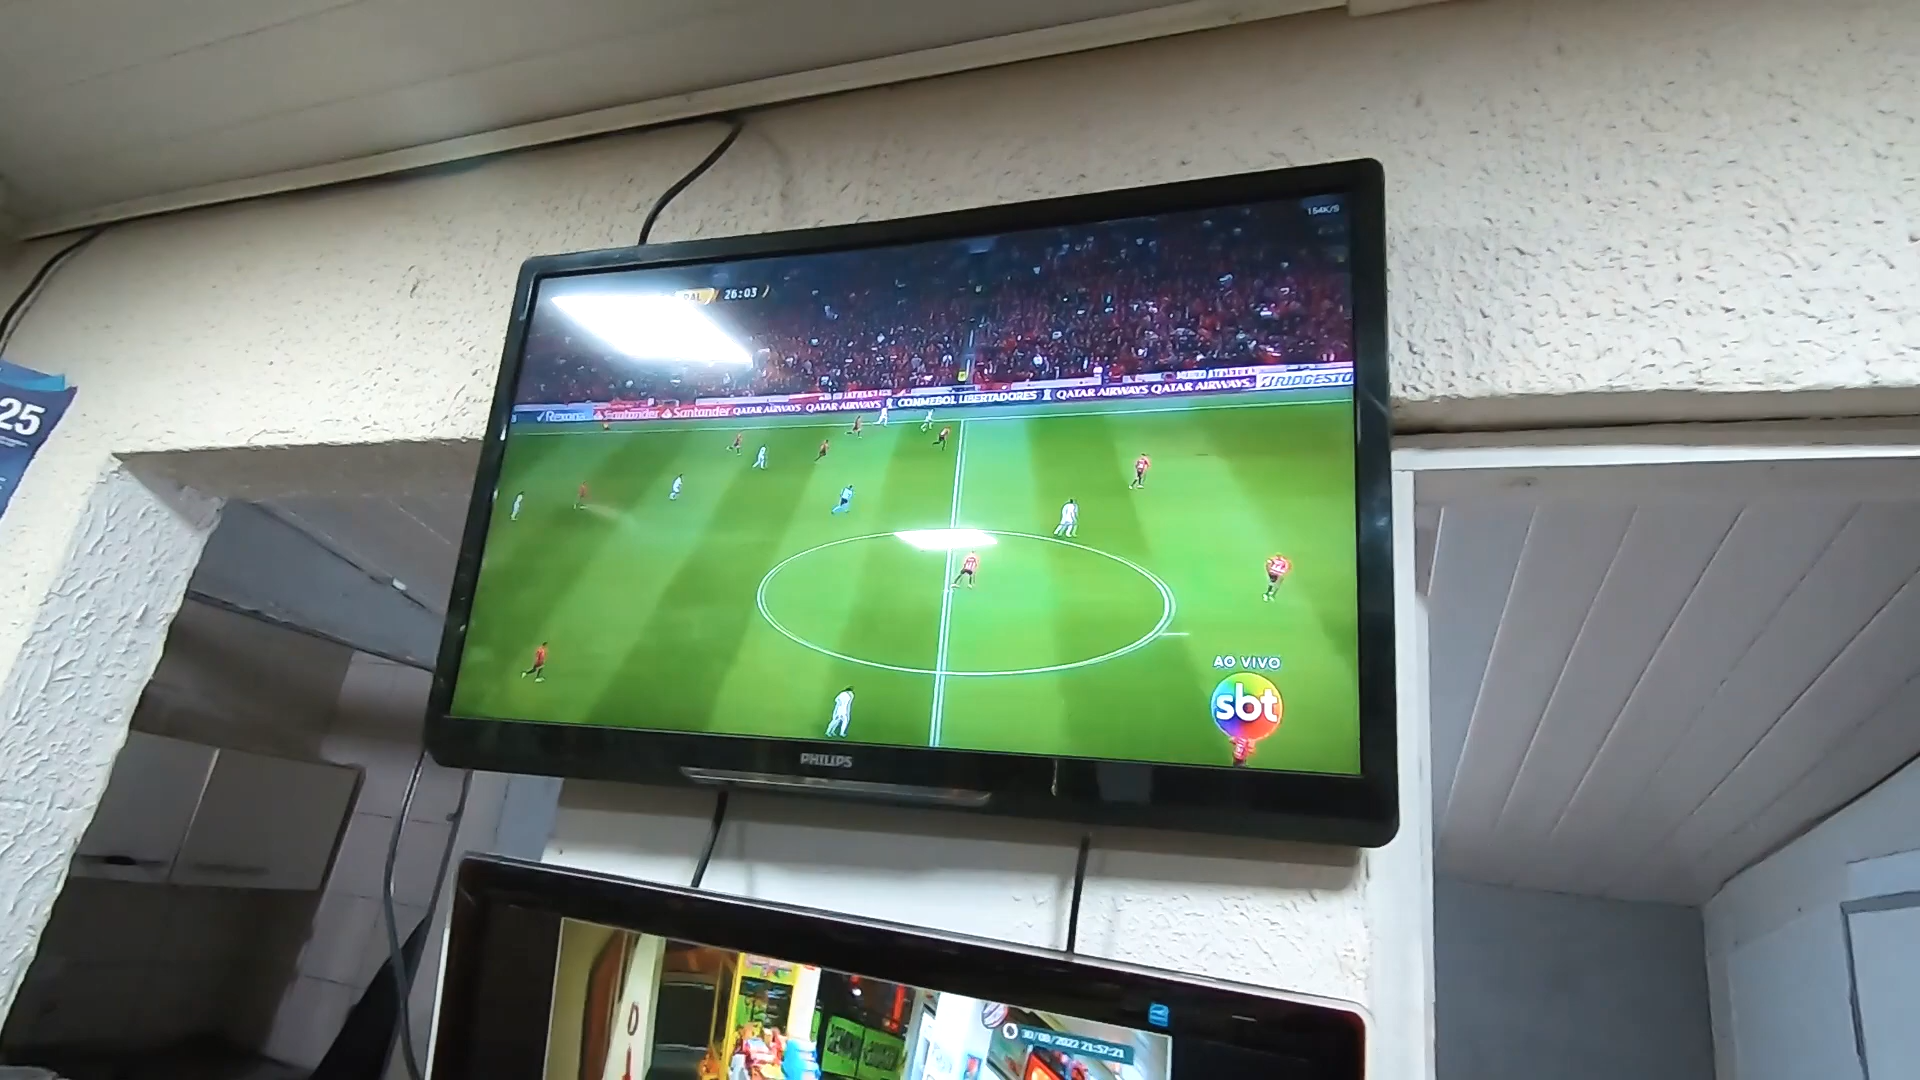 154K/S
PAL 26:03
Rexona Santander Santander QATAR AIRWAYS QATAR AIRWAYS CONMEBOL LIBERTADORES QATAR AIRWAYS QATAR AIRWAYS BRIDGESTO
25
AO VIVO
sbt
PHILIPS
30/08/2022 21:57:21